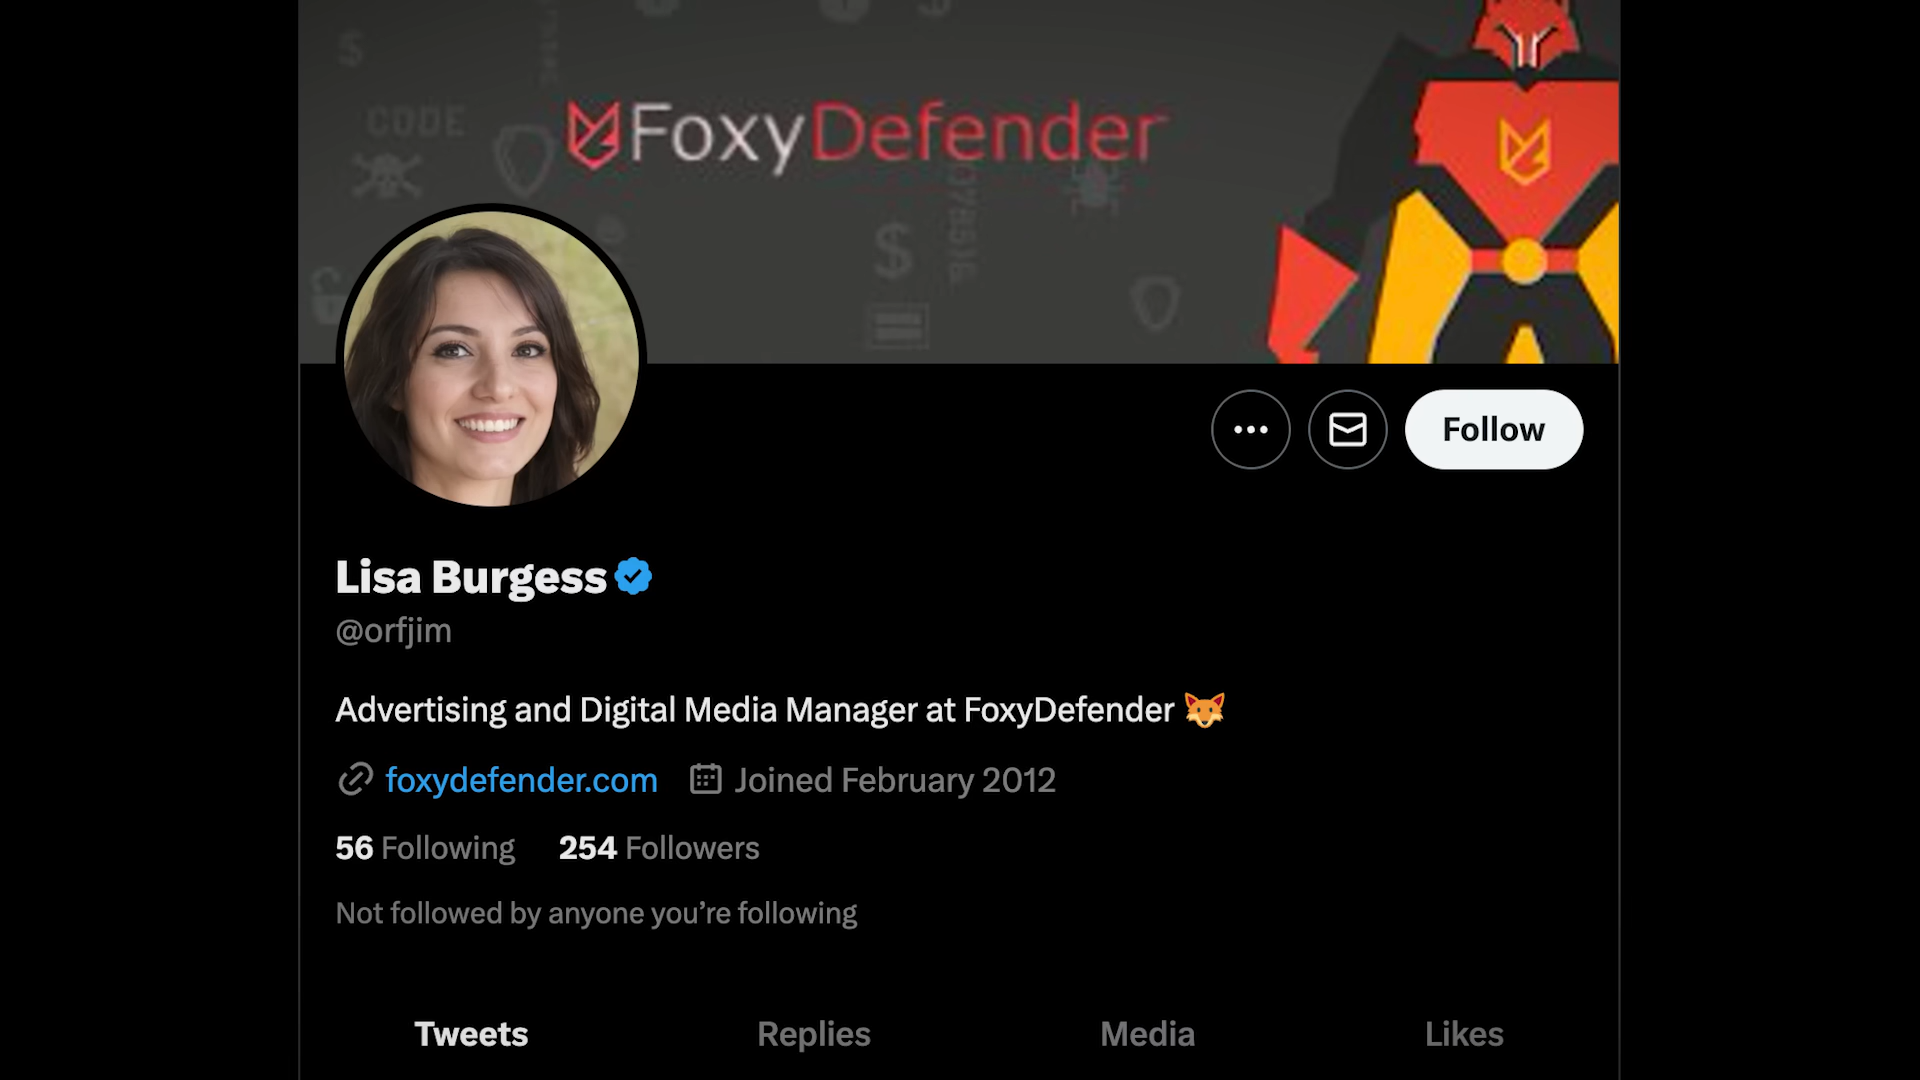 CODE
FoxyDefender
Follow
Lisa Burgess
@orfjim
Advertising and Digital Media Manager at FoxyDefender 🦊
foxydefender.com Joined February 2012
56 Following 254 Followers
Not followed by anyone you’re following
Tweets Replies Media Likes